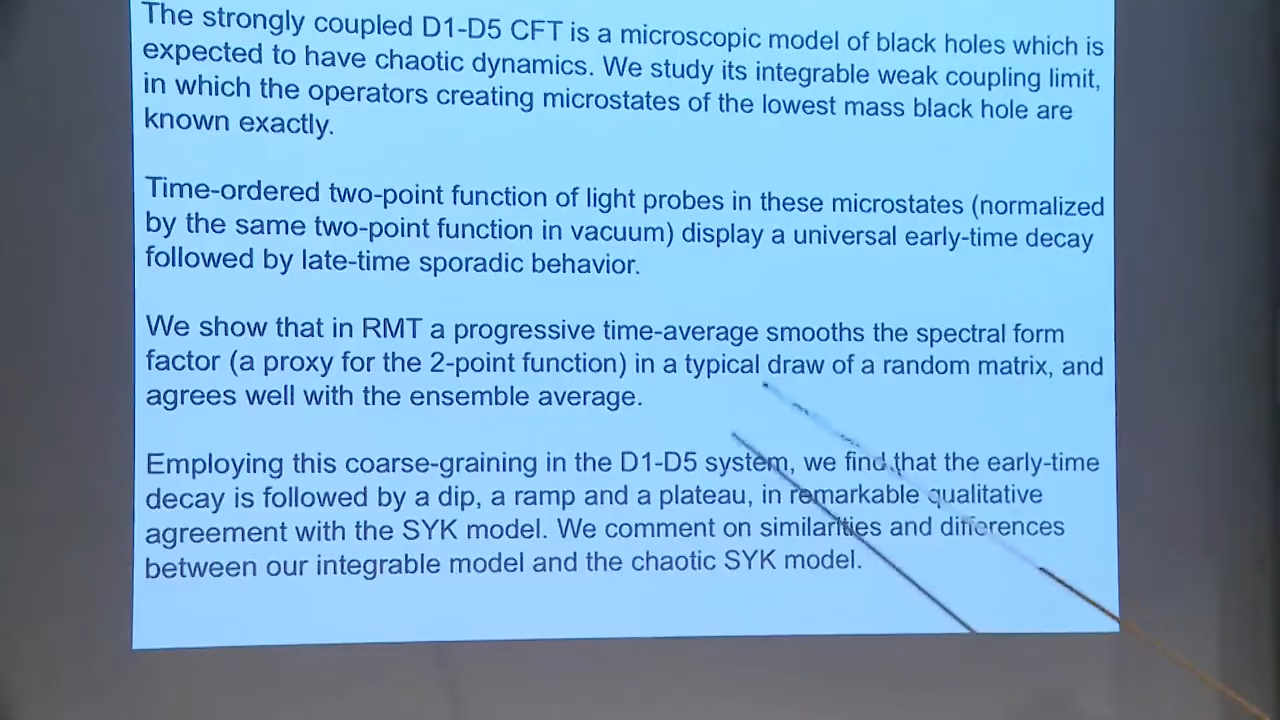 The strongly coupled D1-D5 CFT is a microscopic model of black holes which is
expected to have chaotic dynamics. We study its integrable weak coupling limit,
in which the operators creating microstates of the lowest mass black hole are
known exactly.
Time-ordered two-point function of light probes in these microstates (normalized
by the same two-point function in vacuum) display a universal early-time decay
followed by late-time sporadic behavior.
We show that in RMT a progressive time-average smooths the spectral form
factor (a proxy for the 2-point function) in a typical draw of a random matrix, and
agrees well with the ensemble average.
Employing this coarse-graining in the D1-D5 system, we find that the early-time
decay is followed by a dip, a ramp and a plateau, in remarkable qualitative
agreement with the SYK model. We comment on similarities and differences
between our integrable model and the chaotic SYK model.